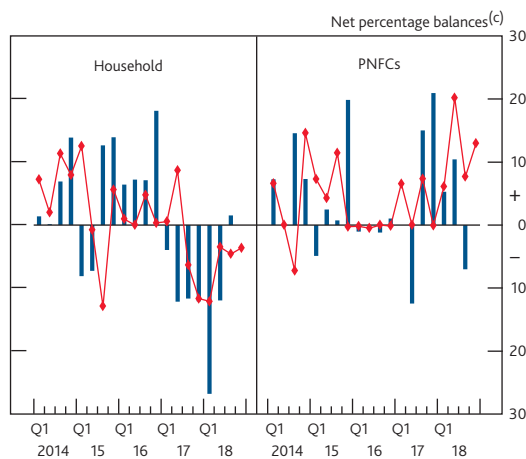 Net percentage balances(c)
Household
PNFCs
30
20
10
+
0
–
10
20
30
Q1 Q1 Q1 Q1 Q1 Q1 Q1 Q1 Q1 Q1
2014 15 16 17 18 2014 15 16 17 18